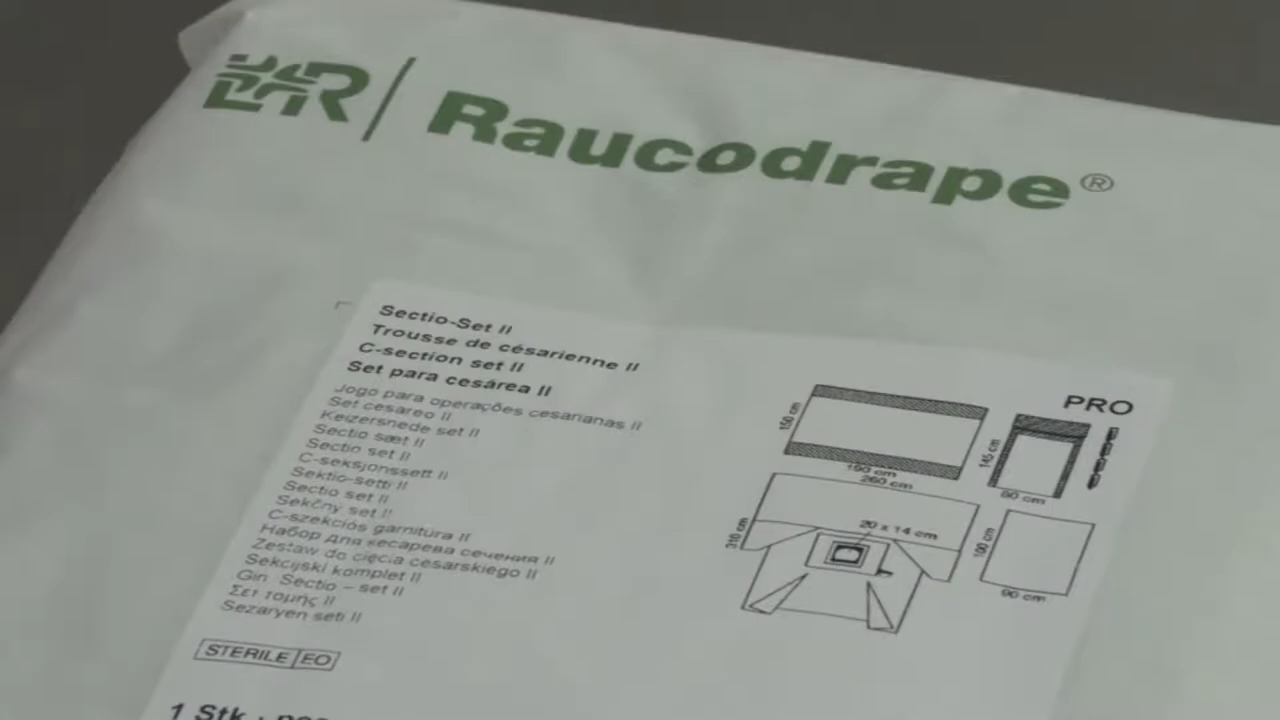 L&R | Raucodrape®
Sectio-Set II
Trousse de césarienne II
C-section set II
Set para cesárea II
Jogo para operações cesarianas II
Set cesareo II
Keizersnede set II
Sectio sæt II
Sectio set II
C-seksjonssett II
Sektio-setti II
Sectio set II
Sekčný set II
C-szekciós garnitúra II
Набор для кесарева сечения II
Zestaw do cięcia cesarskiego II
Sekcijski komplet II
Gin. Sectio – set II
Σετ τομής II
Sezaryen seti II
STERILE EO
1 Stk
PRO
150 cm
190 cm
145 cm
80 cm
260 cm
310 cm
20 x 14 cm
100 cm
90 cm